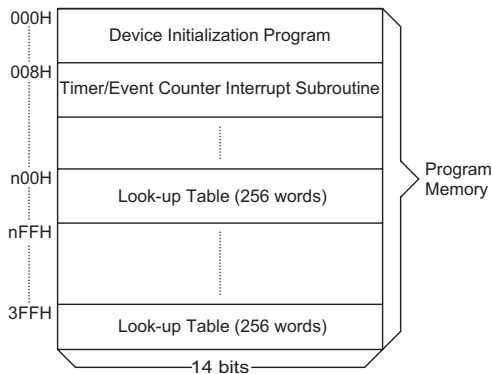 000H
Device Initialization Program
008H
Timer/Event Counter Interrupt Subroutine
n00H
Look-up Table (256 words)
nFFH
3FFH
Look-up Table (256 words)
14 bits
Program
Memory